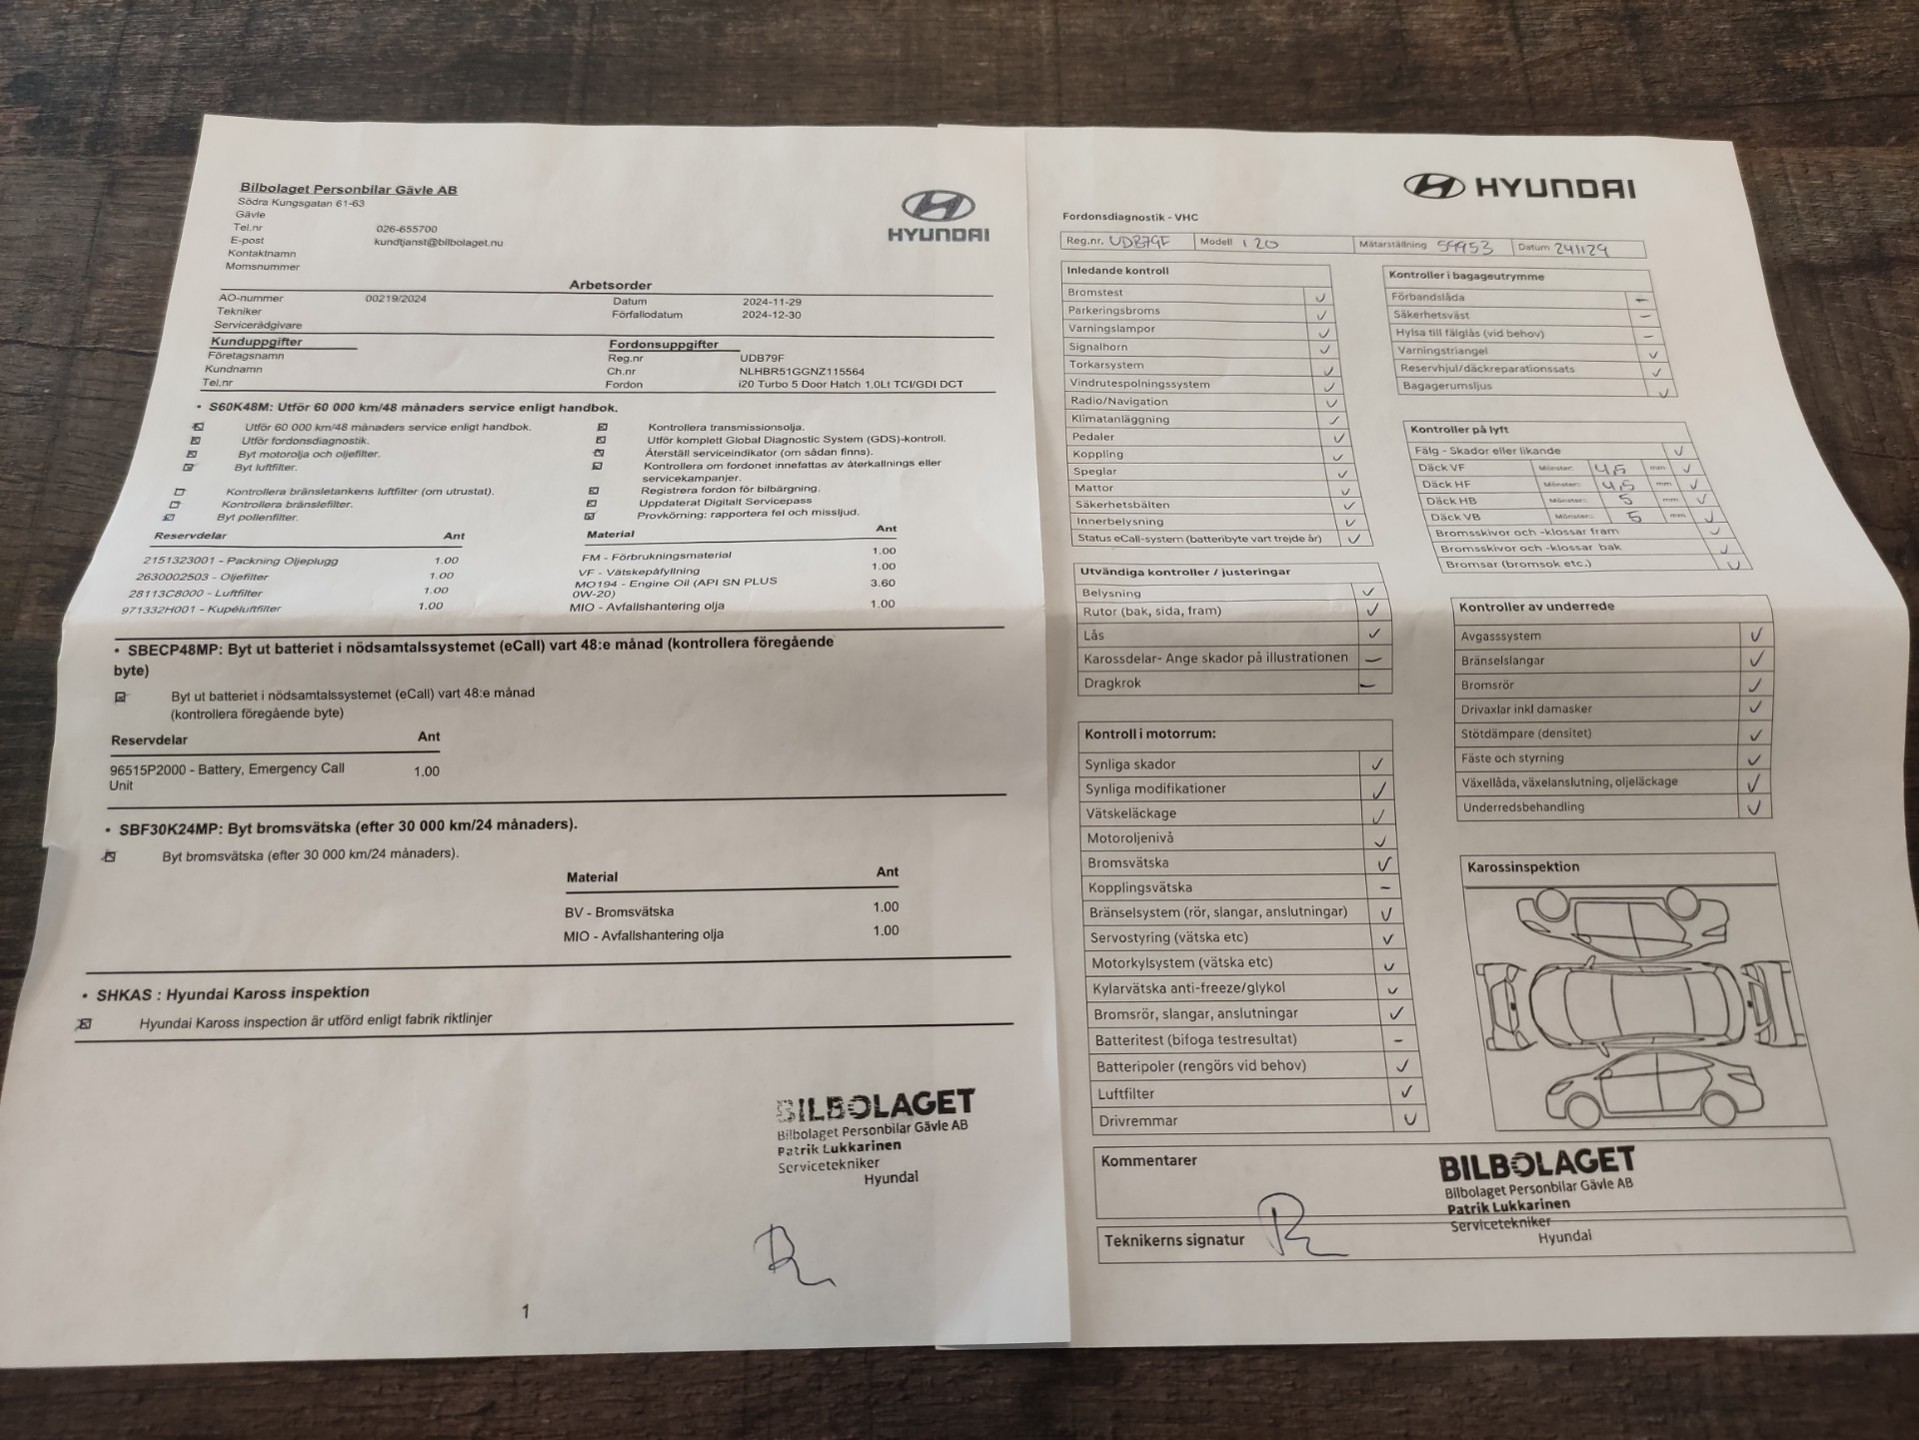 Bilbolaget Personbilar Gävle AB
Södra Kungsgatan 61-63
Gävle
Tel.nr 026-655700
E-post kundtjanst@bilbolaget.nu
Kontaktnamn
Momsnummer
HYUNDAI
Arbetsorder
AO-nummer 00219/2024 Datum 2024-11-29
Tekniker Förfallodatum 2024-12-30
Servicerådgivare
Kunduppgifter Fordonsuppgifter
Företagsnamn Reg.nr UDB79F
Kundnamn Ch.nr NLHBR51GGNZ115564
Tel.nr Fordon i20 Turbo 5 Door Hatch 1.0Lt TCI/GDI DCT
• S60K48M: Utför 60 000 km/48 månaders service enligt handbok.
Utför 60 000 km/48 månaders service enligt handbok.
Utför fordonsdiagnostik.
Byt motorolja och oljefilter.
Byt luftfilter.
Kontrollera bränsletankens luftfilter (om utrustat).
Kontrollera bränslefilter.
Byt pollenfilter.
Kontrollera transmissionsolja.
Utför komplett Global Diagnostic System (GDS)-kontroll.
Återställ serviceindikator (om sådan finns).
Kontrollera om fordonet innefattas av återkallnings eller
servicekampanjer.
Registrera fordon för bilbärgning.
Uppdaterat Digitalt Servicepass
Provkörning: rapportera fel och missljud.
Reservdelar Ant
2151323001 - Packning Oljeplugg 1.00
2630002503 - Oljefilter 1.00
28113C8000 - Luftfilter 1.00
971332H001 - Kupéluftfilter 1.00
Material Ant
FM - Förbrukningsmaterial 1.00
VF - Vätskepåfyllning 1.00
MO194 - Engine Oil (API SN PLUS 3.60
0W-20)
MIO - Avfallshantering olja 1.00
• SBECP48MP: Byt ut batteriet i nödsamtalssystemet (eCall) vart 48:e månad (kontrollera föregående
byte)
Byt ut batteriet i nödsamtalssystemet (eCall) vart 48:e månad
(kontrollera föregående byte)
Reservdelar Ant
96515P2000 - Battery, Emergency Call 1.00
Unit
• SBF30K24MP: Byt bromsvätska (efter 30 000 km/24 månaders).
Byt bromsvätska (efter 30 000 km/24 månaders).
Material Ant
BV - Bromsvätska 1.00
MIO - Avfallshantering olja 1.00
• SHKAS : Hyundai Kaross inspektion
Hyundai Kaross inspection är utförd enligt fabrik riktlinjer
BILBOLAGET
Bilbolaget Personbilar Gävle AB
Patrik Lukkarinen
Servicetekniker
Hyundai
1
HYUNDAI
Fordonsdiagnostik - VHC
Reg.nr. UDB79F Modell i 20 Mätarställning 59953 Datum 241129
Inledande kontroll
Bromstest
Parkeringsbroms
Varningslampor
Signalhorn
Torkarsystem
Vindrutespolningssystem
Radio/Navigation
Klimatanläggning
Pedaler
Koppling
Speglar
Mattor
Säkerhetsbälten
Innerbelysning
Status eCall-system (batteribyte vart trejde år)
Utvändiga kontroller / justeringar
Belysning
Rutor (bak, sida, fram)
Lås
Karossdelar- Ange skador på illustrationen
Dragkrok
Kontroll i motorrum:
Synliga skador
Synliga modifikationer
Vätskeläckage
Motoroljenivå
Bromsvätska
Kopplingsvätska
Bränselsystem (rör, slangar, anslutningar)
Servostyring (vätska etc)
Motorkylsystem (vätska etc)
Kylarvätska anti-freeze/glykol
Bromsrör, slangar, anslutningar
Batteritest (bifoga testresultat)
Batteripoler (rengörs vid behov)
Luftfilter
Drivremmar
Kontroller i bagageutrymme
Förbandslåda
Säkerhetsväst
Hylsa till fälglås (vid behov)
Varningstriangel
Reservhjul/däckreparationssats
Bagagerumsljus
Kontroller på lyft
Fälg - Skador eller likande
Däck VF Mönster: 4,5 mm
Däck HF Mönster: 4,5 mm
Däck HB Mönster: 5 mm
Däck VB Mönster: 5 mm
Bromsskivor och -klossar fram
Bromsskivor och -klossar bak
Bromsar (bromsok etc.)
Kontroller av underrede
Avgasssystem
Bränselslangar
Bromsrör
Drivaxlar inkl damasker
Stötdämpare (densitet)
Fäste och styrning
Växellåda, växelanslutning, oljeläckage
Underredsbehandling
Karossinspektion
Kommentarer
Teknikerns signatur
BILBOLAGET
Bilbolaget Personbilar Gävle AB
Patrik Lukkarinen
Servicetekniker
Hyundai